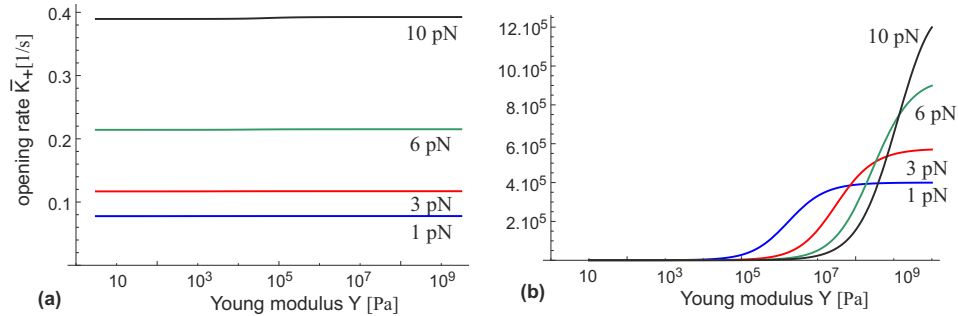 opening rate K̄₊[1/s]
0.4
0.3
0.2
0.1
10 pN
6 pN
3 pN
1 pN
10 10³ 10⁵ 10⁷ 10⁹
(a) Young modulus Y [Pa]
12.10⁵
10.10⁵
8.10⁵
6.10⁵
4.10⁵
2.10⁵
10 pN
6 pN
3 pN
1 pN
10 10³ 10⁵ 10⁷ 10⁹
(b) Young modulus Y [Pa]